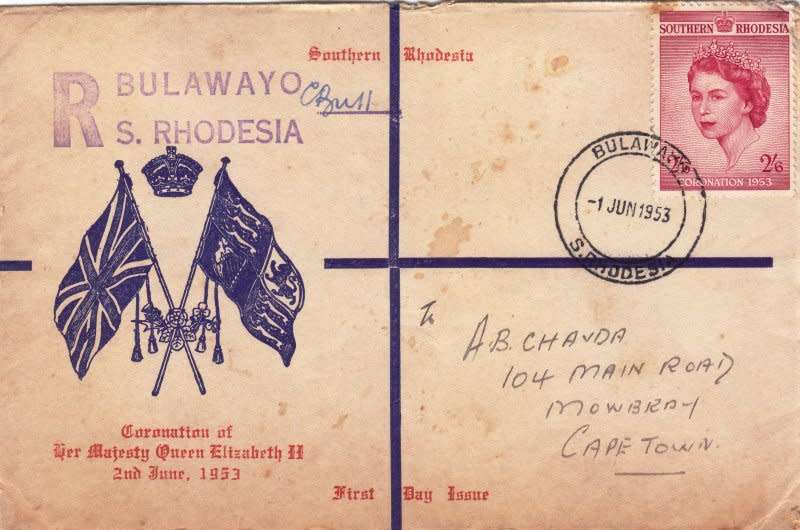 Southern Rhodesia
R BULAWAYO
S. RHODESIA
SOUTHERN RHODESIA
2/6
CORONATION 1953
BULAWAYO
-1 JUN 1953
S. RHODESIA
To
A.B. CHAVDA
104 MAIN ROAD
MOWBRAY
CAPE TOWN.
Coronation of
Her Majesty Queen Elizabeth II
2nd June, 1953
First Day Issue